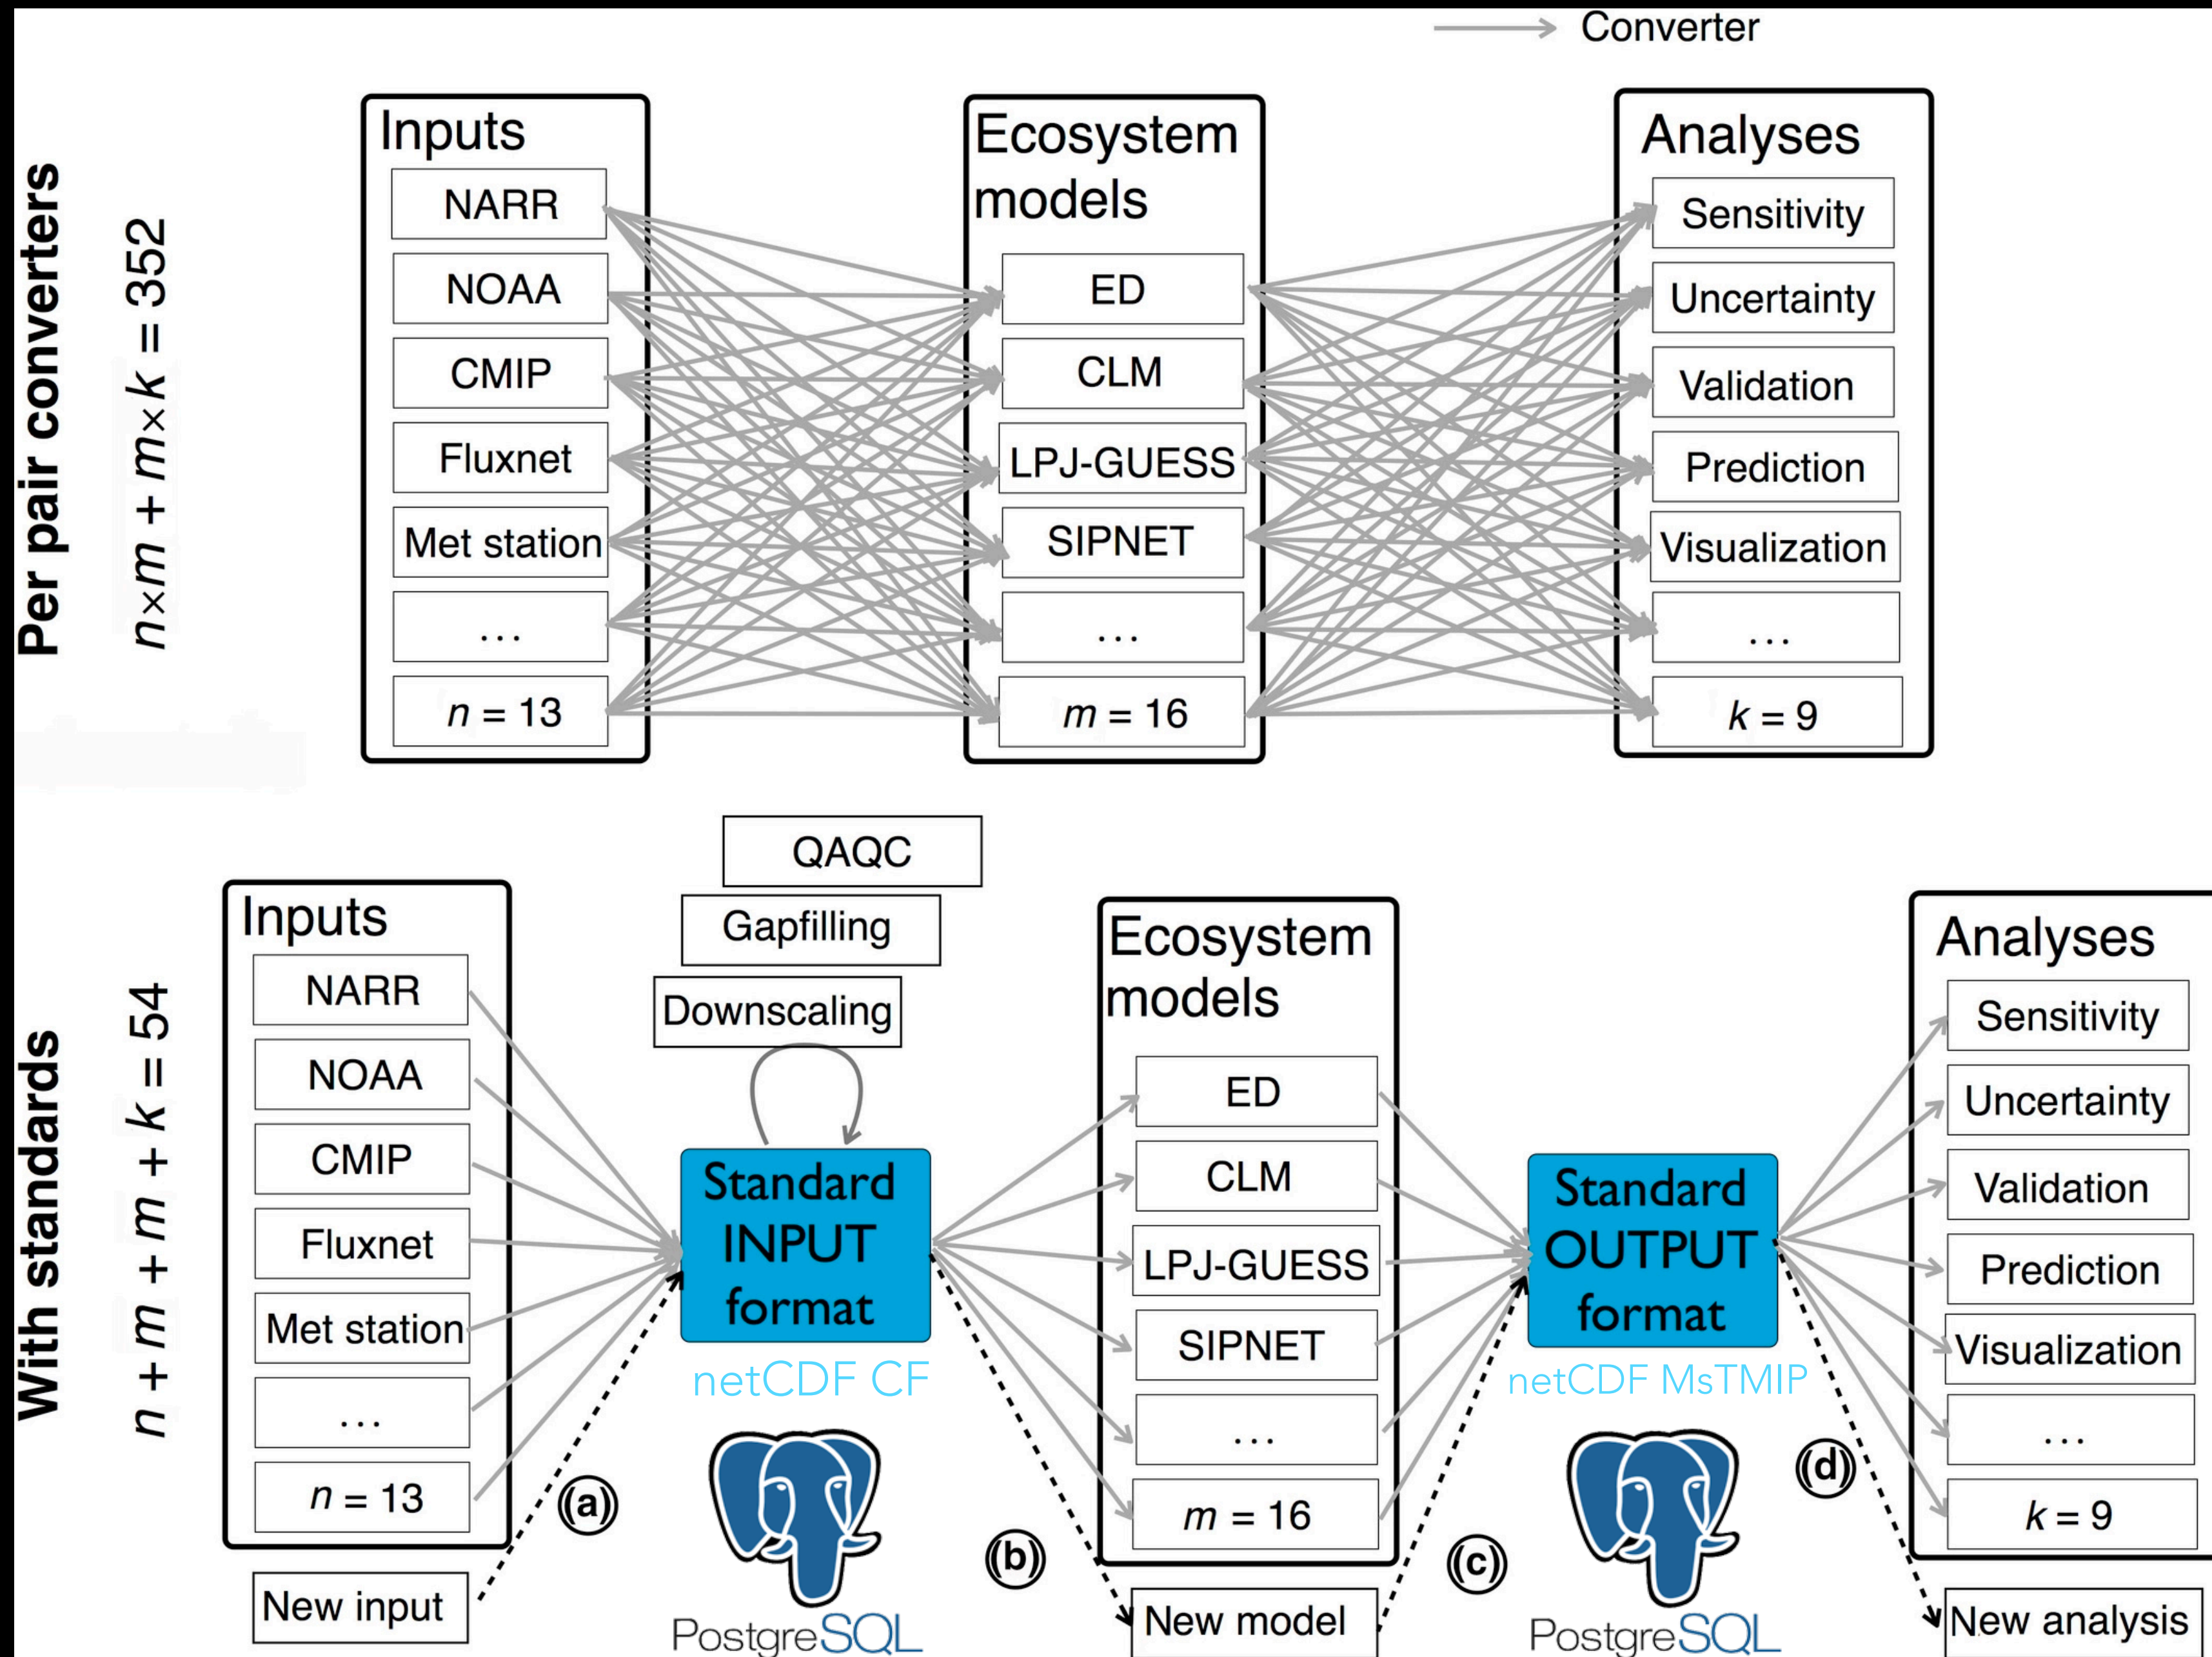 Converter
Per pair converters
n×m + m×k = 352
Inputs
NARR
NOAA
CMIP
Fluxnet
Met station
...
n = 13
Ecosystem
models
ED
CLM
LPJ-GUESS
SIPNET
...
m = 16
Analyses
Sensitivity
Uncertainty
Validation
Prediction
Visualization
...
k = 9
With standards
n + m + m + k = 54
Inputs
NARR
NOAA
CMIP
Fluxnet
Met station
...
n = 13
New input
(a)
QAQC
Gapfilling
Downscaling
Standard
INPUT
format
netCDF CF
PostgreSQL
(b)
Ecosystem
models
ED
CLM
LPJ-GUESS
SIPNET
...
m = 16
New model
(c)
Standard
OUTPUT
format
netCDF MsTMIP
PostgreSQL
(d)
Analyses
Sensitivity
Uncertainty
Validation
Prediction
Visualization
...
k = 9
New analysis